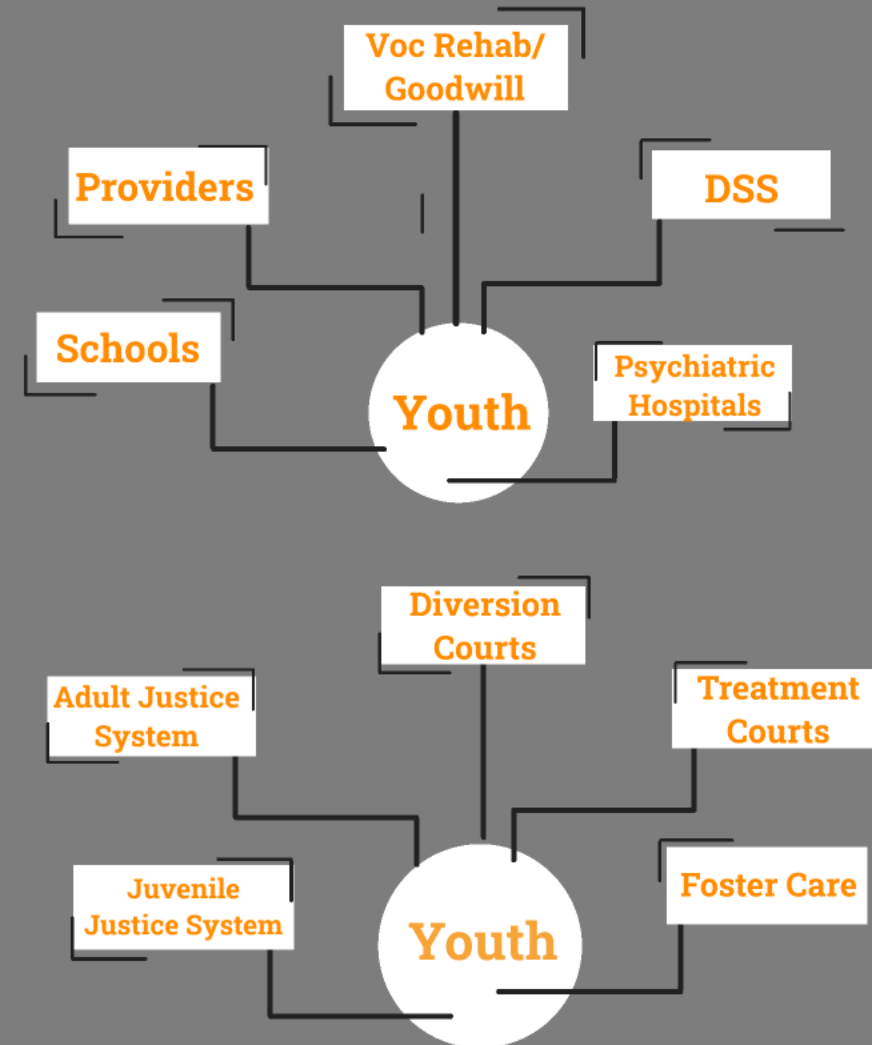 Voc Rehab/
Goodwill
Providers
DSS
Schools
Psychiatric
Hospitals
Youth
Diversion
Courts
Adult Justice
System
Treatment
Courts
Juvenile
Justice System
Foster Care
Youth